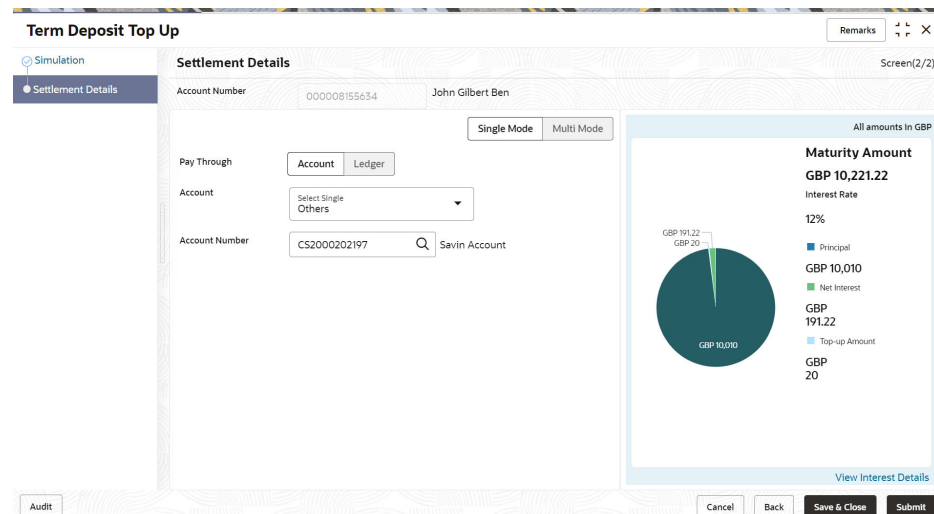 Term Deposit Top Up
Remarks
Simulation
Settlement Details
Settlement Details
Screen(2/2)
Account Number
000008155634
John Gilbert Ben
Single Mode
Multi Mode
Pay Through
Account
Ledger
Account
Select Single
Others
Account Number
CS2000202197
Savin Account
All amounts in GBP
GBP 191.22
GBP 20
GBP 10,010
Maturity Amount
GBP 10,221.22
Interest Rate
12%
Principal
GBP 10,010
Net Interest
GBP
191.22
Top-up Amount
GBP
20
View Interest Details
Audit
Cancel
Back
Save & Close
Submit